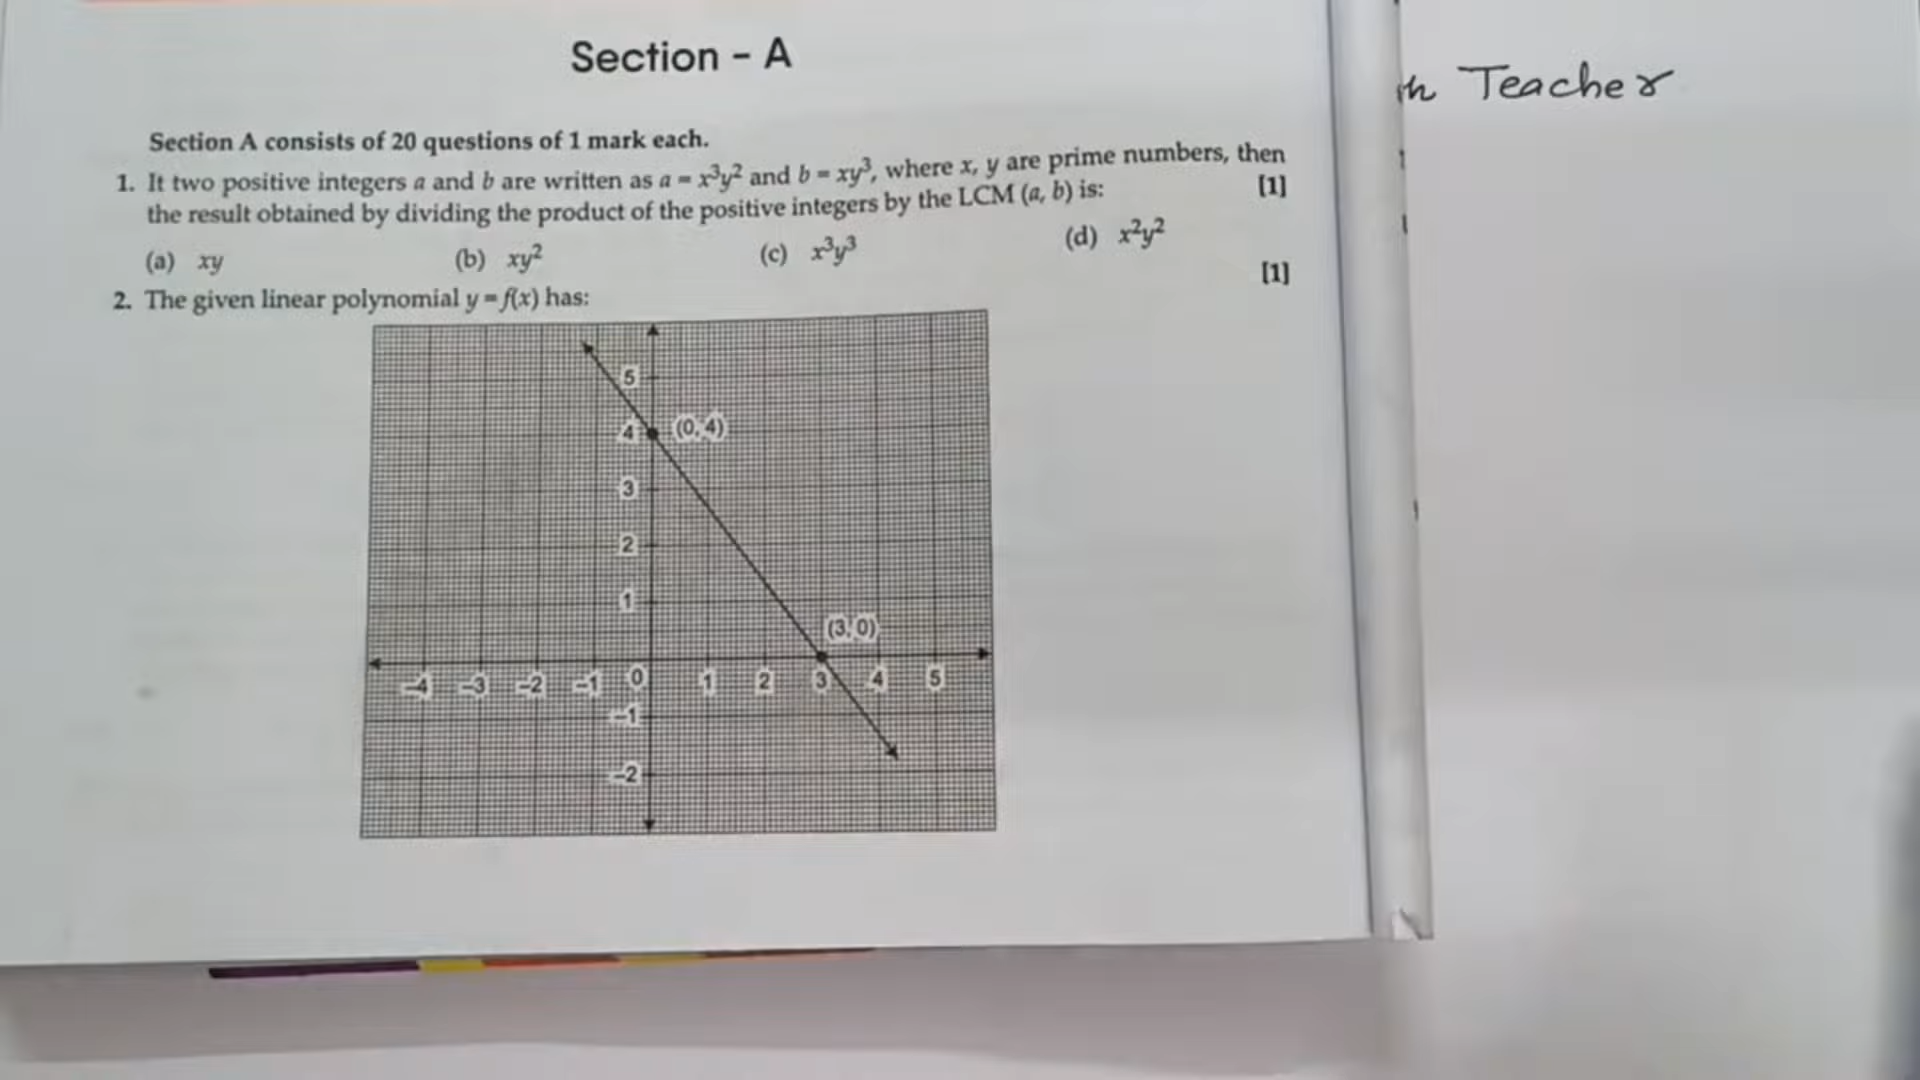 Section - A
Teacher
Section A consists of 20 questions of 1 mark each.
1. It two positive integers a and b are written as a = x³y² and b = xy³, where x, y are prime numbers, then
the result obtained by dividing the product of the positive integers by the LCM (a, b) is: [1]
(a) xy (b) xy² (c) x³y³ (d) x²y²
2. The given linear polynomial y = f(x) has: [1]
5
4 (0, 4)
3
2
1
(3, 0)
-4 -3 -2 -1 0 1 2 3 4 5
-1
-2